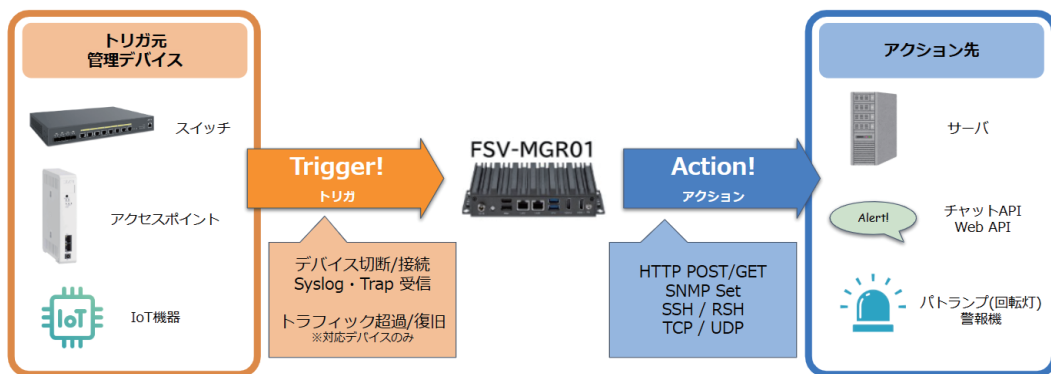 トリガ元
管理デバイス
スイッチ
アクセスポイント
IoT
IoT機器
Trigger!
トリガ
デバイス切断/接続
Syslog・Trap 受信
トラフィック超過/復旧
※対応デバイスのみ
FSV-MGR01
Action!
アクション
HTTP POST/GET
SNMP Set
SSH / RSH
TCP / UDP
アクション先
サーバ
Alert!
チャットAPI
Web API
パトランプ(回転灯)
警報機